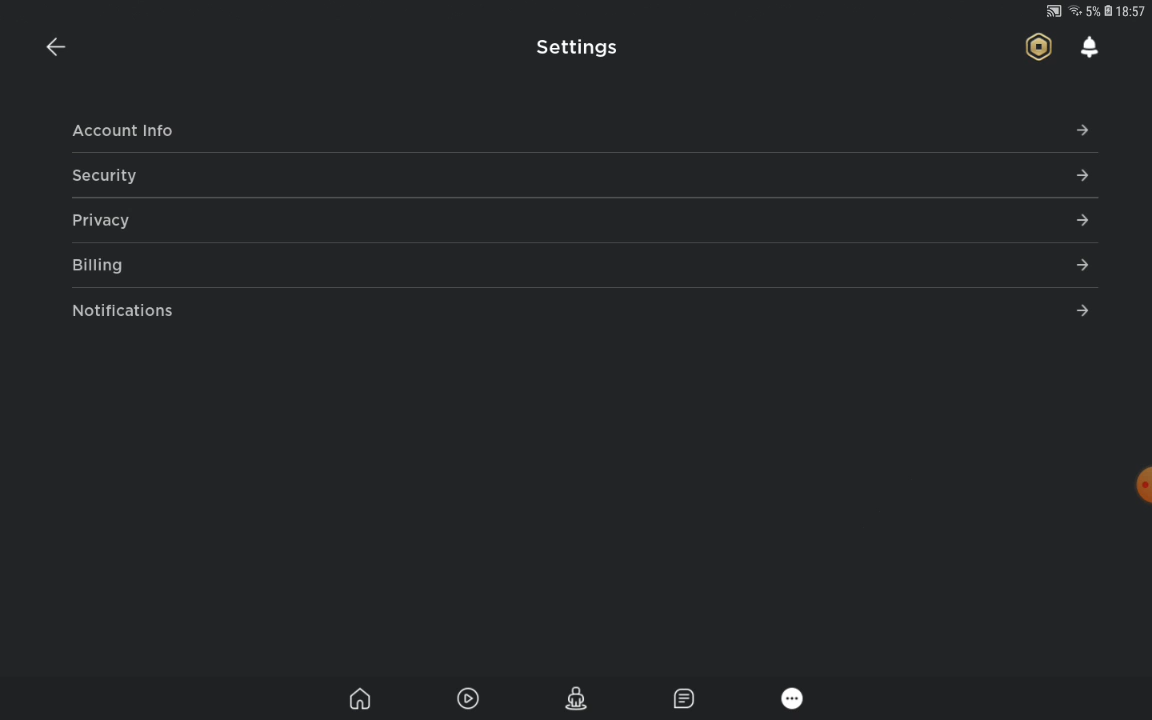 5% 18:57
Settings
Account Info
Security
Privacy
Billing
Notifications